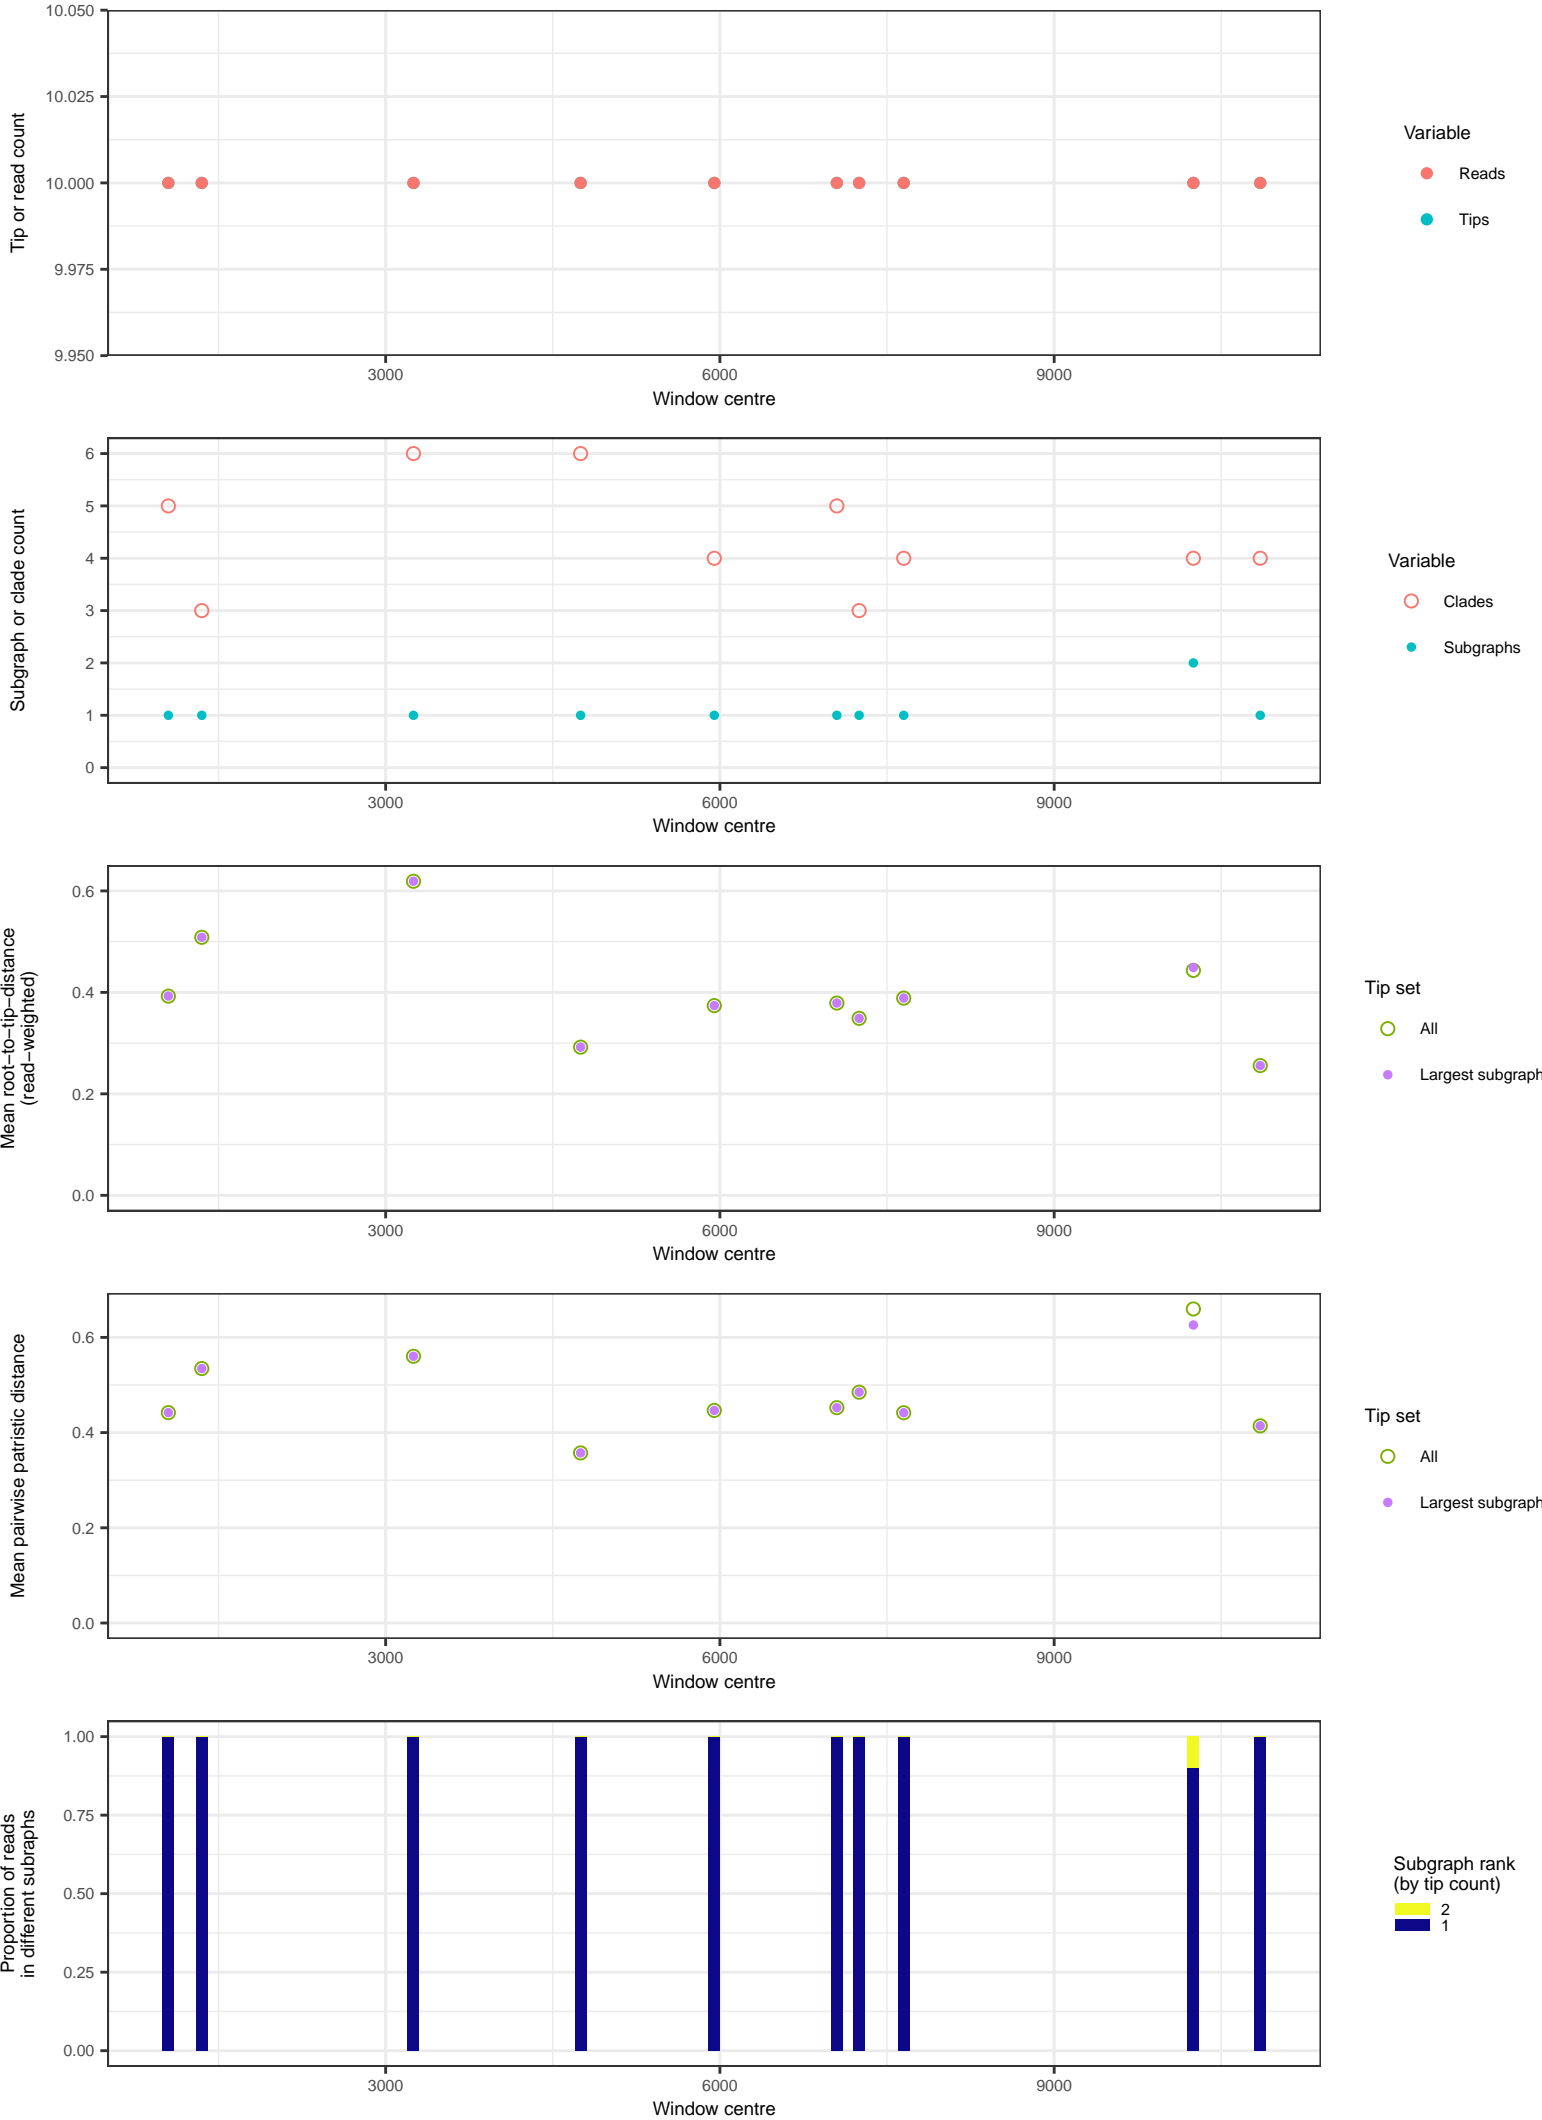 10.050
10.025
10.000
9.975
9.950
Tip or read count
3000
6000
9000
Window centre
Variable
Reads
Tips
6
5
4
3
2
1
0
Subgraph or clade count
3000
6000
9000
Window centre
Variable
Clades
Subgraphs
0.6
0.4
0.2
0.0
Mean root−to−tip−distance
(read−weighted)
3000
6000
9000
Window centre
Tip set
All
Largest subgraph
0.6
0.4
0.2
0.0
Mean pairwise patristic distance
3000
6000
9000
Window centre
Tip set
All
Largest subgraph
1.00
0.75
0.50
0.25
0.00
Proportion of reads
in different subraphs
3000
6000
9000
Window centre
Subgraph rank
(by tip count)
2
1